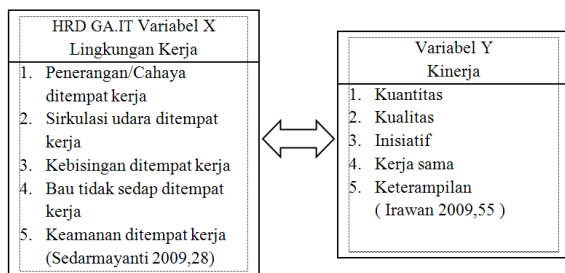 HRD GA.IT Variabel X
Lingkungan Kerja
1. Penerangan/Cahaya
ditempat kerja
2. Sirkulasi udara ditempat
kerja
3. Kebisingan ditempat kerja
4. Bau tidak sedap ditempat
kerja
5. Keamanan ditempat kerja
(Sedarmayanti 2009,28)
Variabel Y
Kinerja
1. Kuantitas
2. Kualitas
3. Inisiatif
4. Kerja sama
5. Keterampilan
( Irawan 2009,55 )